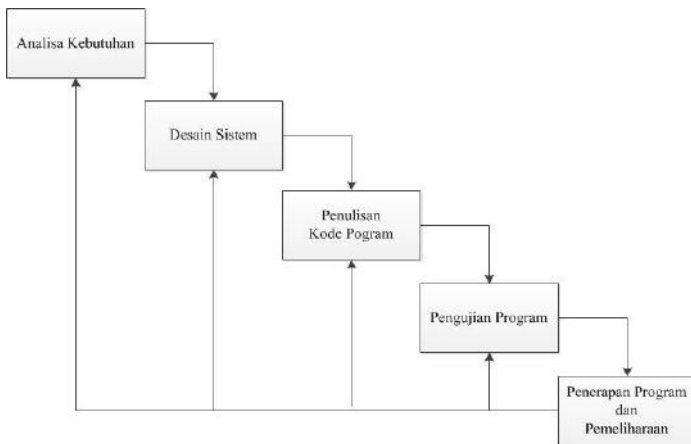 Analisa Kebutuhan
Desain Sistem
Penulisan
Kode Pogram
Pengujian Program
Penerapan Program
dan
Pemeliharaan